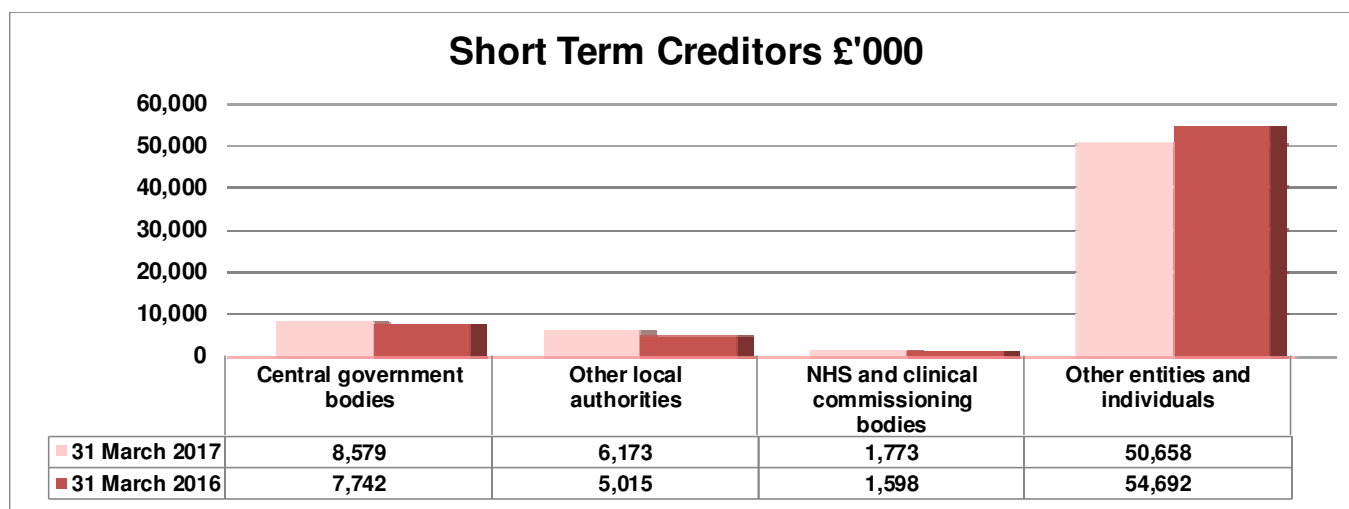 Short Term Creditors £'000
60,000
50,000
40,000
30,000
20,000
10,000
0
Central government bodies
Other local authorities
NHS and clinical commissioning bodies
Other entities and individuals
31 March 2017 8,579 6,173 1,773 50,658
31 March 2016 7,742 5,015 1,598 54,692